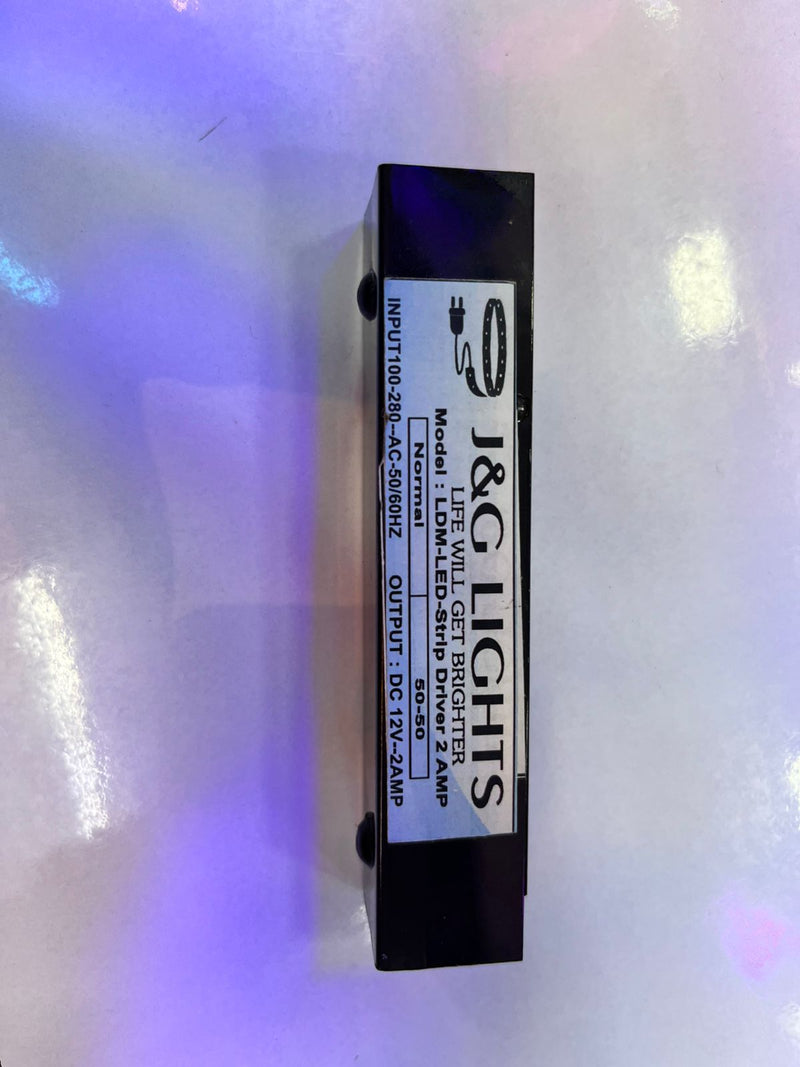 J&G LIGHTS
LIFE WILL GET BRIGHTER
Model : LDM-LED-Strip Driver 2 AMP
Normal 50-50
INPUT100-280--AC-50/60HZ OUTPUT : DC 12V--2AMP